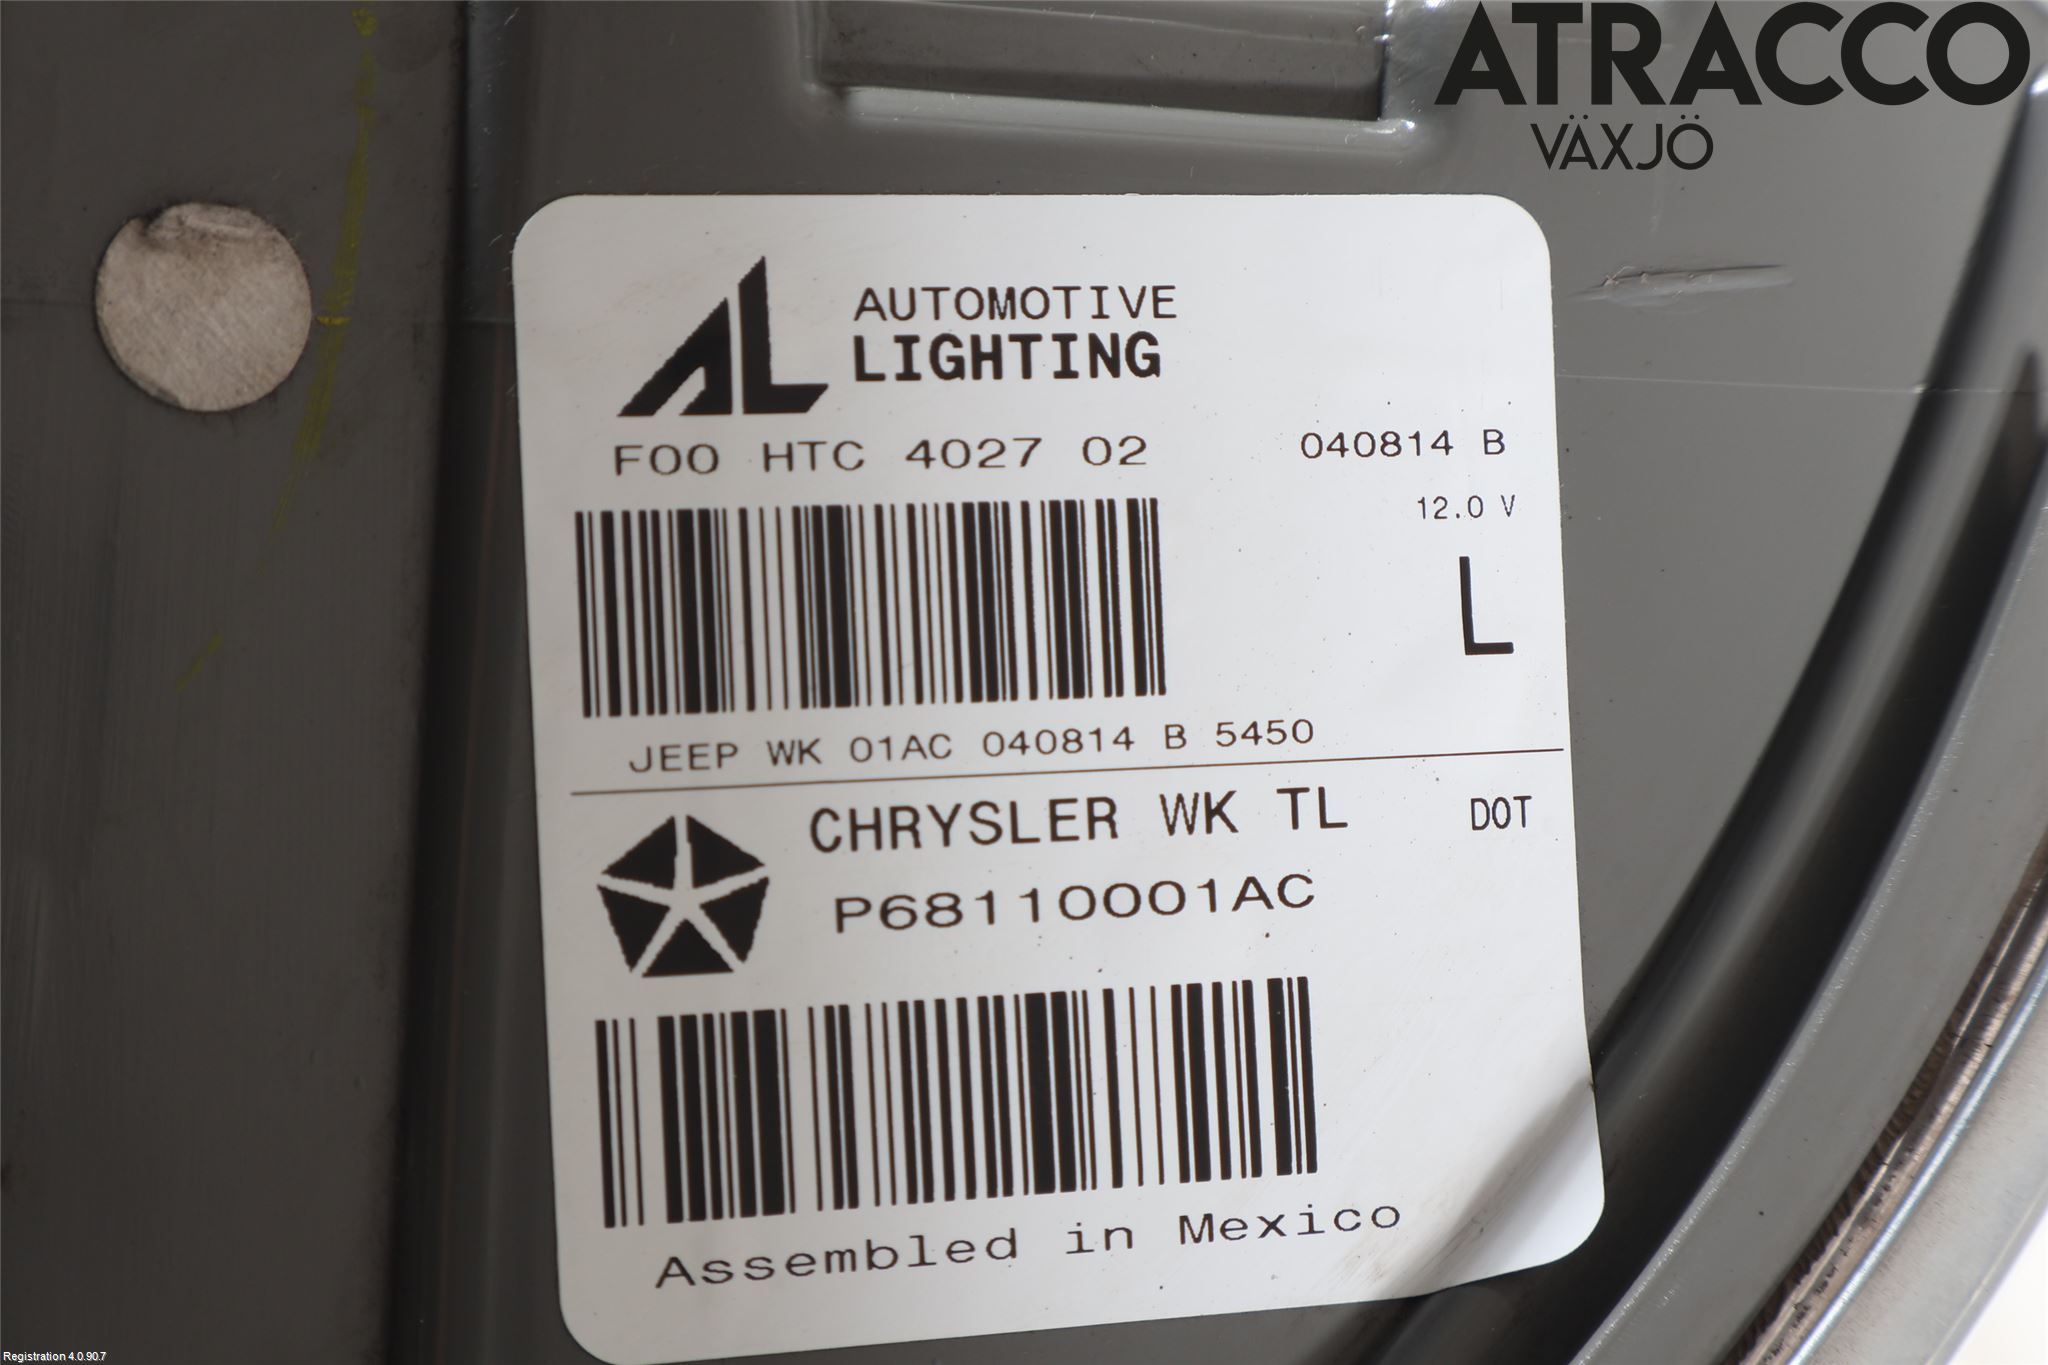 ATRACCO
VÄXJÖ
AL
AUTOMOTIVE
LIGHTING
F00 HTC 4027 02
040814 B
12.0 V
L
JEEP WK 01AC 040814 B 5450
CHRYSLER WK TL
DOT
P68110001AC
Assembled in Mexico
Registration 4.0.90.7